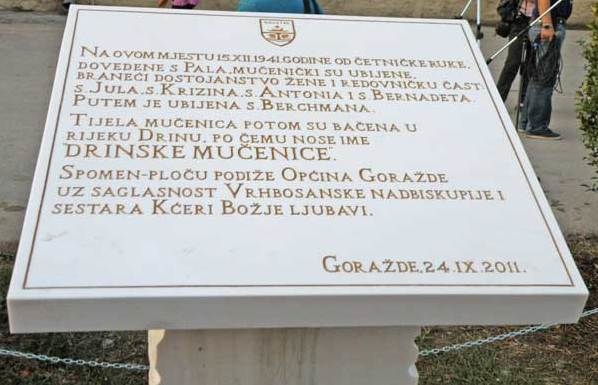 NA OVOM MJESTU 15.XII.1941. GODINE OD ČETNIČKE RUKE,
DOVEDENE S PALA, MUČENIČKI SU UBIJENE,
BRANEĆI DOSTOJANSTVO ŽENE I REDOVNIČKU ČAST:
S. JULA, S. KRIZINA, S. ANTONIA I S. BERNADETA.
PUTEM JE UBIJENA S. BERCHMANA.
TIJELA MUČENICA POTOM SU BAČENA U
RIJEKU DRINU, PO ČEMU NOSE IME
"DRINSKE MUČENICE".
SPOMEN-PLOČU PODIŽE OPĆINA GORAŽDE
UZ SAGLASNOST VRHBOSANSKE NADBISKUPIJE I
SESTARA KĆERI BOŽJE LJUBAVI.
GORAŽDE, 24.IX.2011.